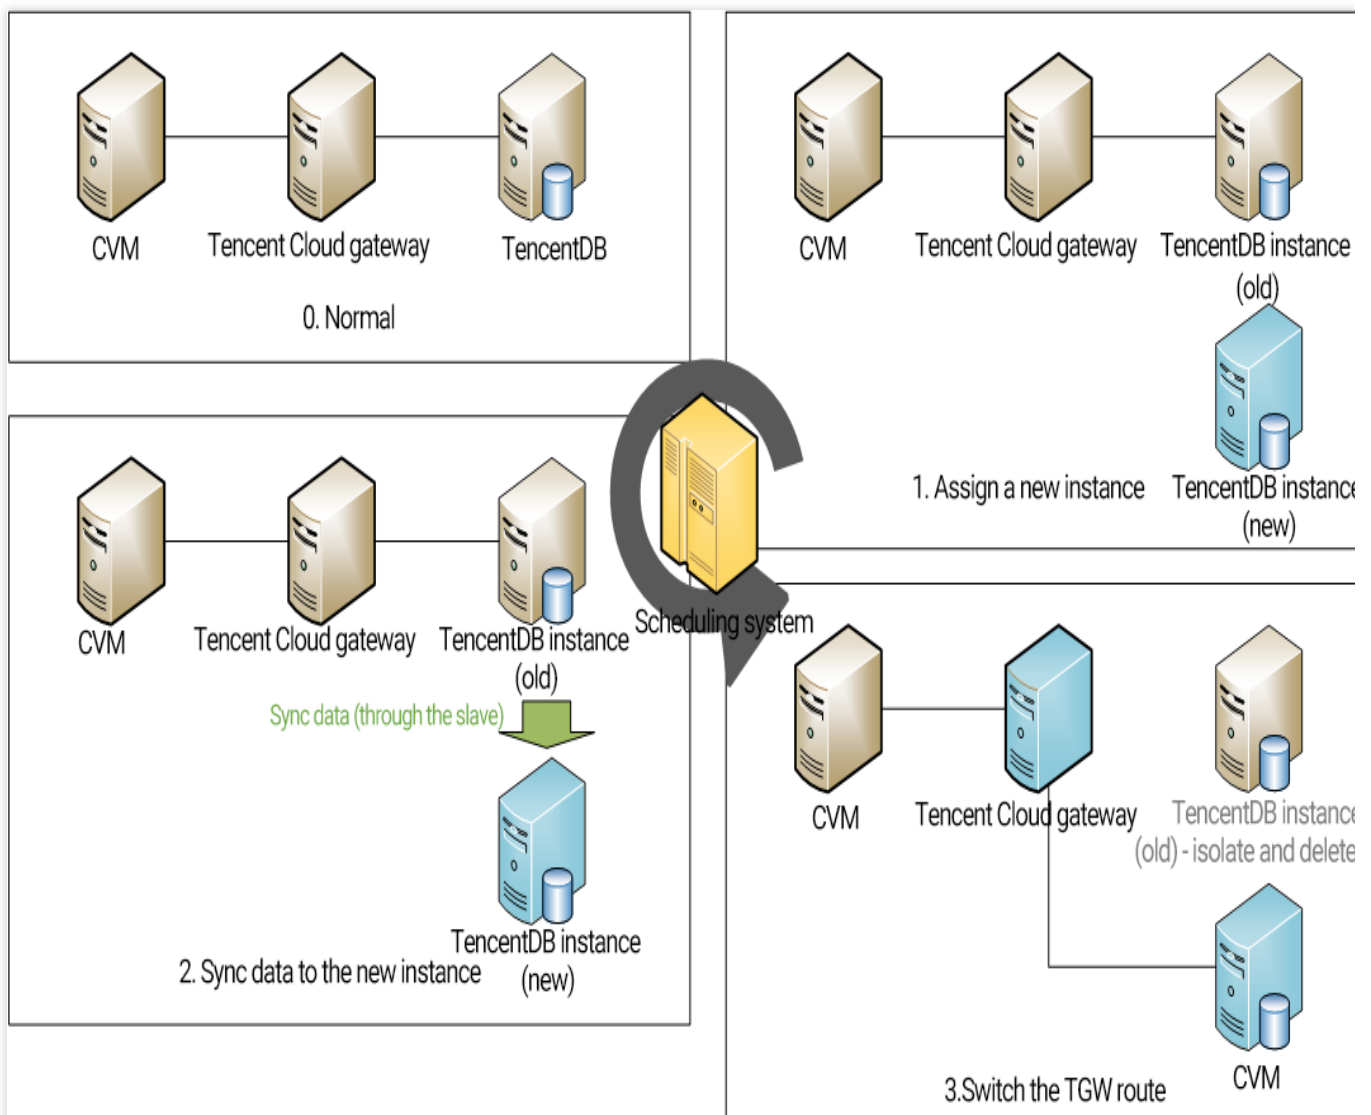 CVM
Tencent Cloud gateway
TencentDB
0. Normal
CVM
Tencent Cloud gateway
TencentDB instance
(old)
1. Assign a new instance
TencentDB instance
(new)
CVM
Tencent Cloud gateway
TencentDB instance
(old)
Sync data (through the slave)
2. Sync data to the new instance
TencentDB instance
(new)
Scheduling system
CVM
Tencent Cloud gateway
TencentDB instance
(old) - isolate and delete
CVM
3.Switch the TGW route